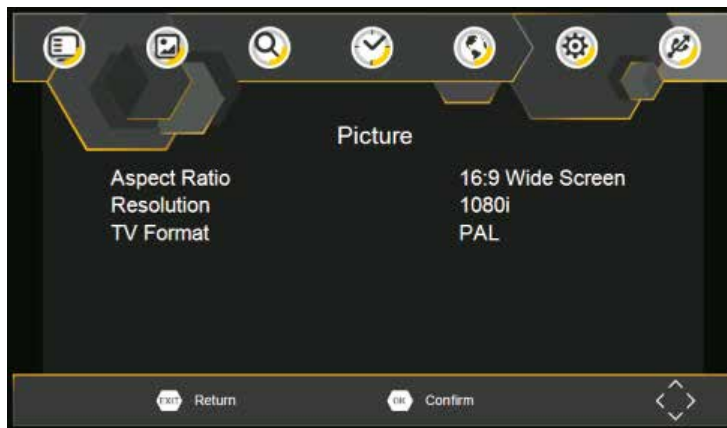 Picture
Aspect Ratio 16:9 Wide Screen
Resolution 1080i
TV Format PAL
EXIT Return OK Confirm